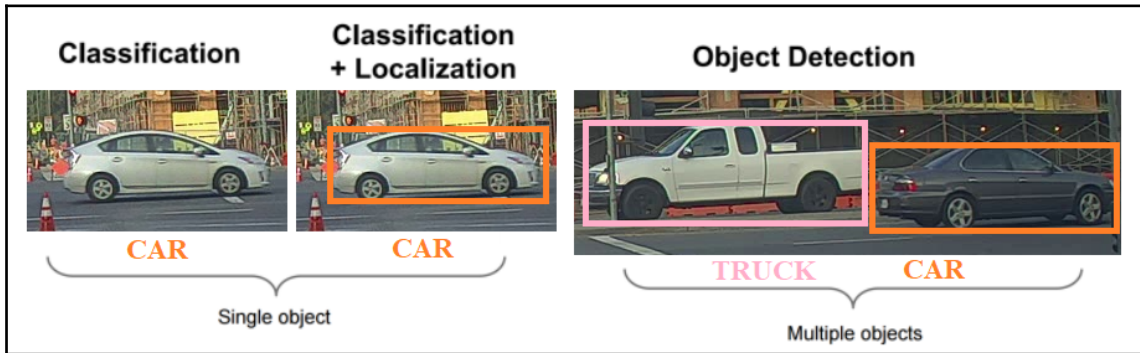 Classification
Classification
+ Localization
Object Detection
CAR
CAR
TRUCK
CAR
Single object
Multiple objects